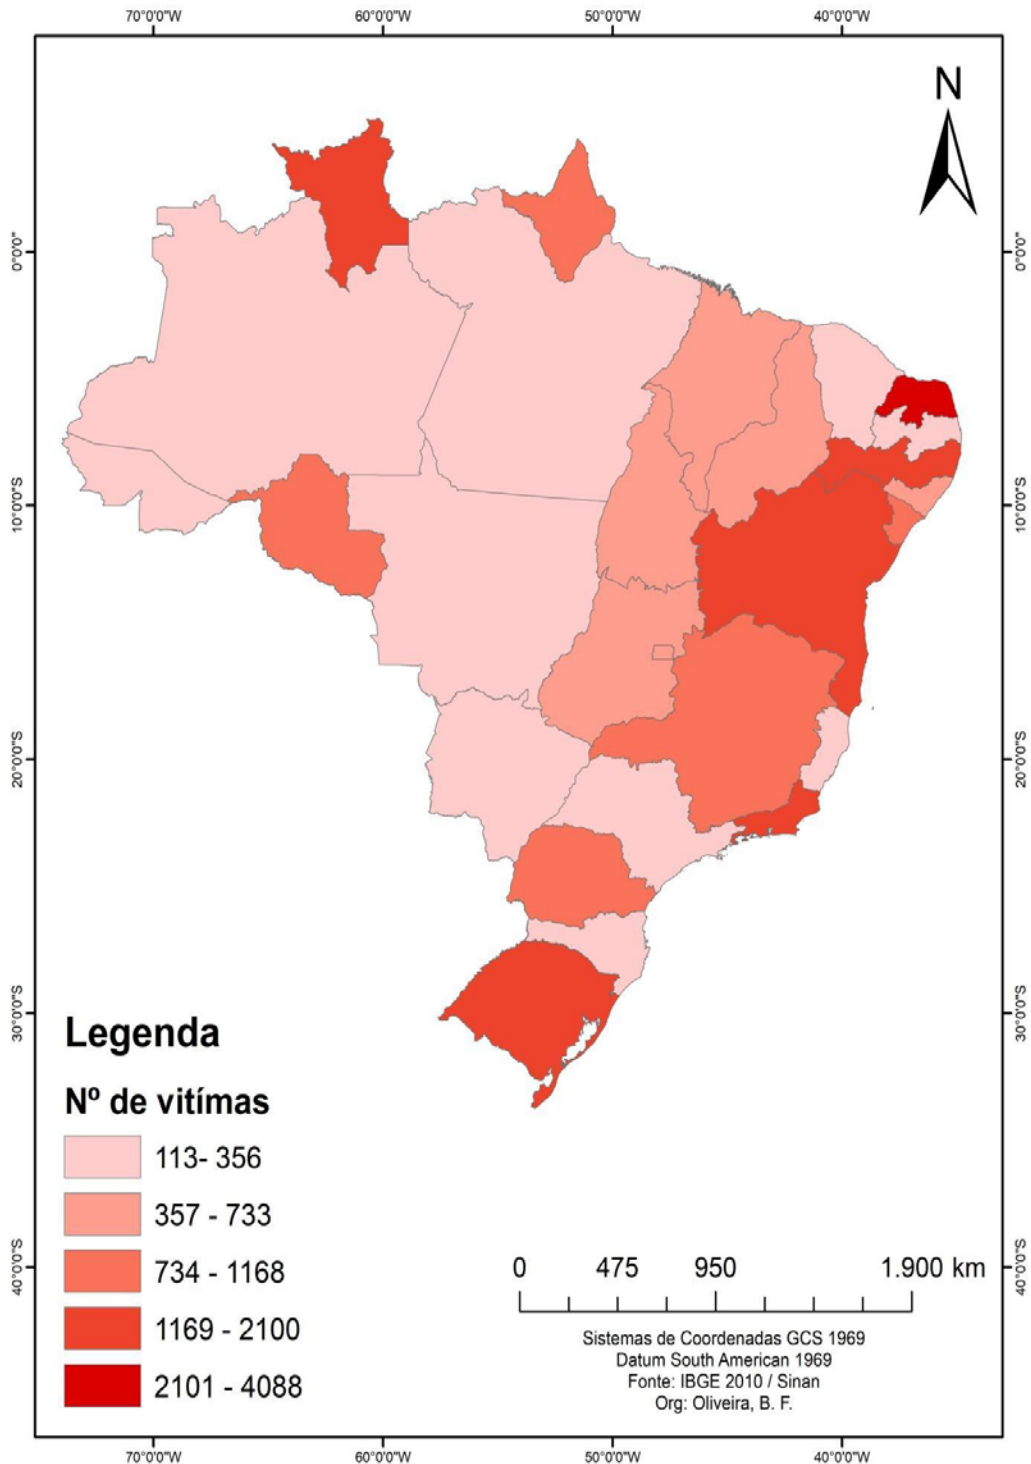 70°0'0"W 60°0'0"W 50°0'0"W 40°0'0"W
N
0°0'0"
0°0'0"
10°0'0"S
10°0'0"S
20°0'0"S
20°0'0"S
30°0'0"S
30°0'0"S
40°0'0"S
40°0'0"S
Legenda
Nº de vitímas
113- 356
357 - 733
734 - 1168
1169 - 2100
2101 - 4088
0 475 950 1.900 km
Sistemas de Coordenadas GCS 1969
Datum South American 1969
Fonte: IBGE 2010 / Sinan
Org: Oliveira, B. F.
70°0'0"W 60°0'0"W 50°0'0"W 40°0'0"W